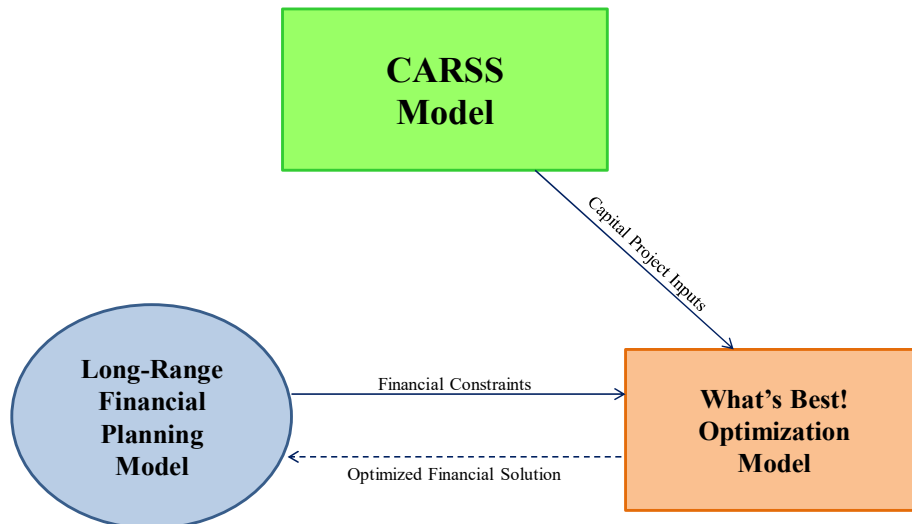 CARSS
Model
Capital Project Inputs
Long-Range
Financial
Planning
Model
Financial Constraints
Optimized Financial Solution
What’s Best!
Optimization
Model